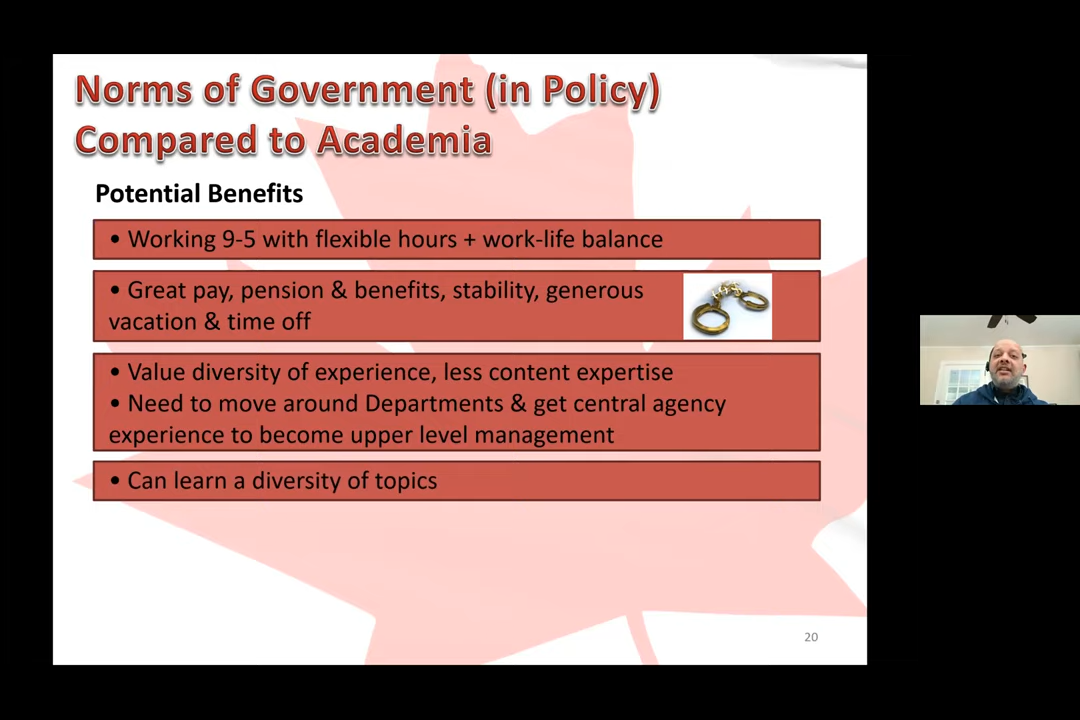 Norms of Government (in Policy)
Compared to Academia
Potential Benefits
• Working 9-5 with flexible hours + work-life balance
• Great pay, pension & benefits, stability, generous
vacation & time off
• Value diversity of experience, less content expertise
• Need to move around Departments & get central agency
experience to become upper level management
• Can learn a diversity of topics
20